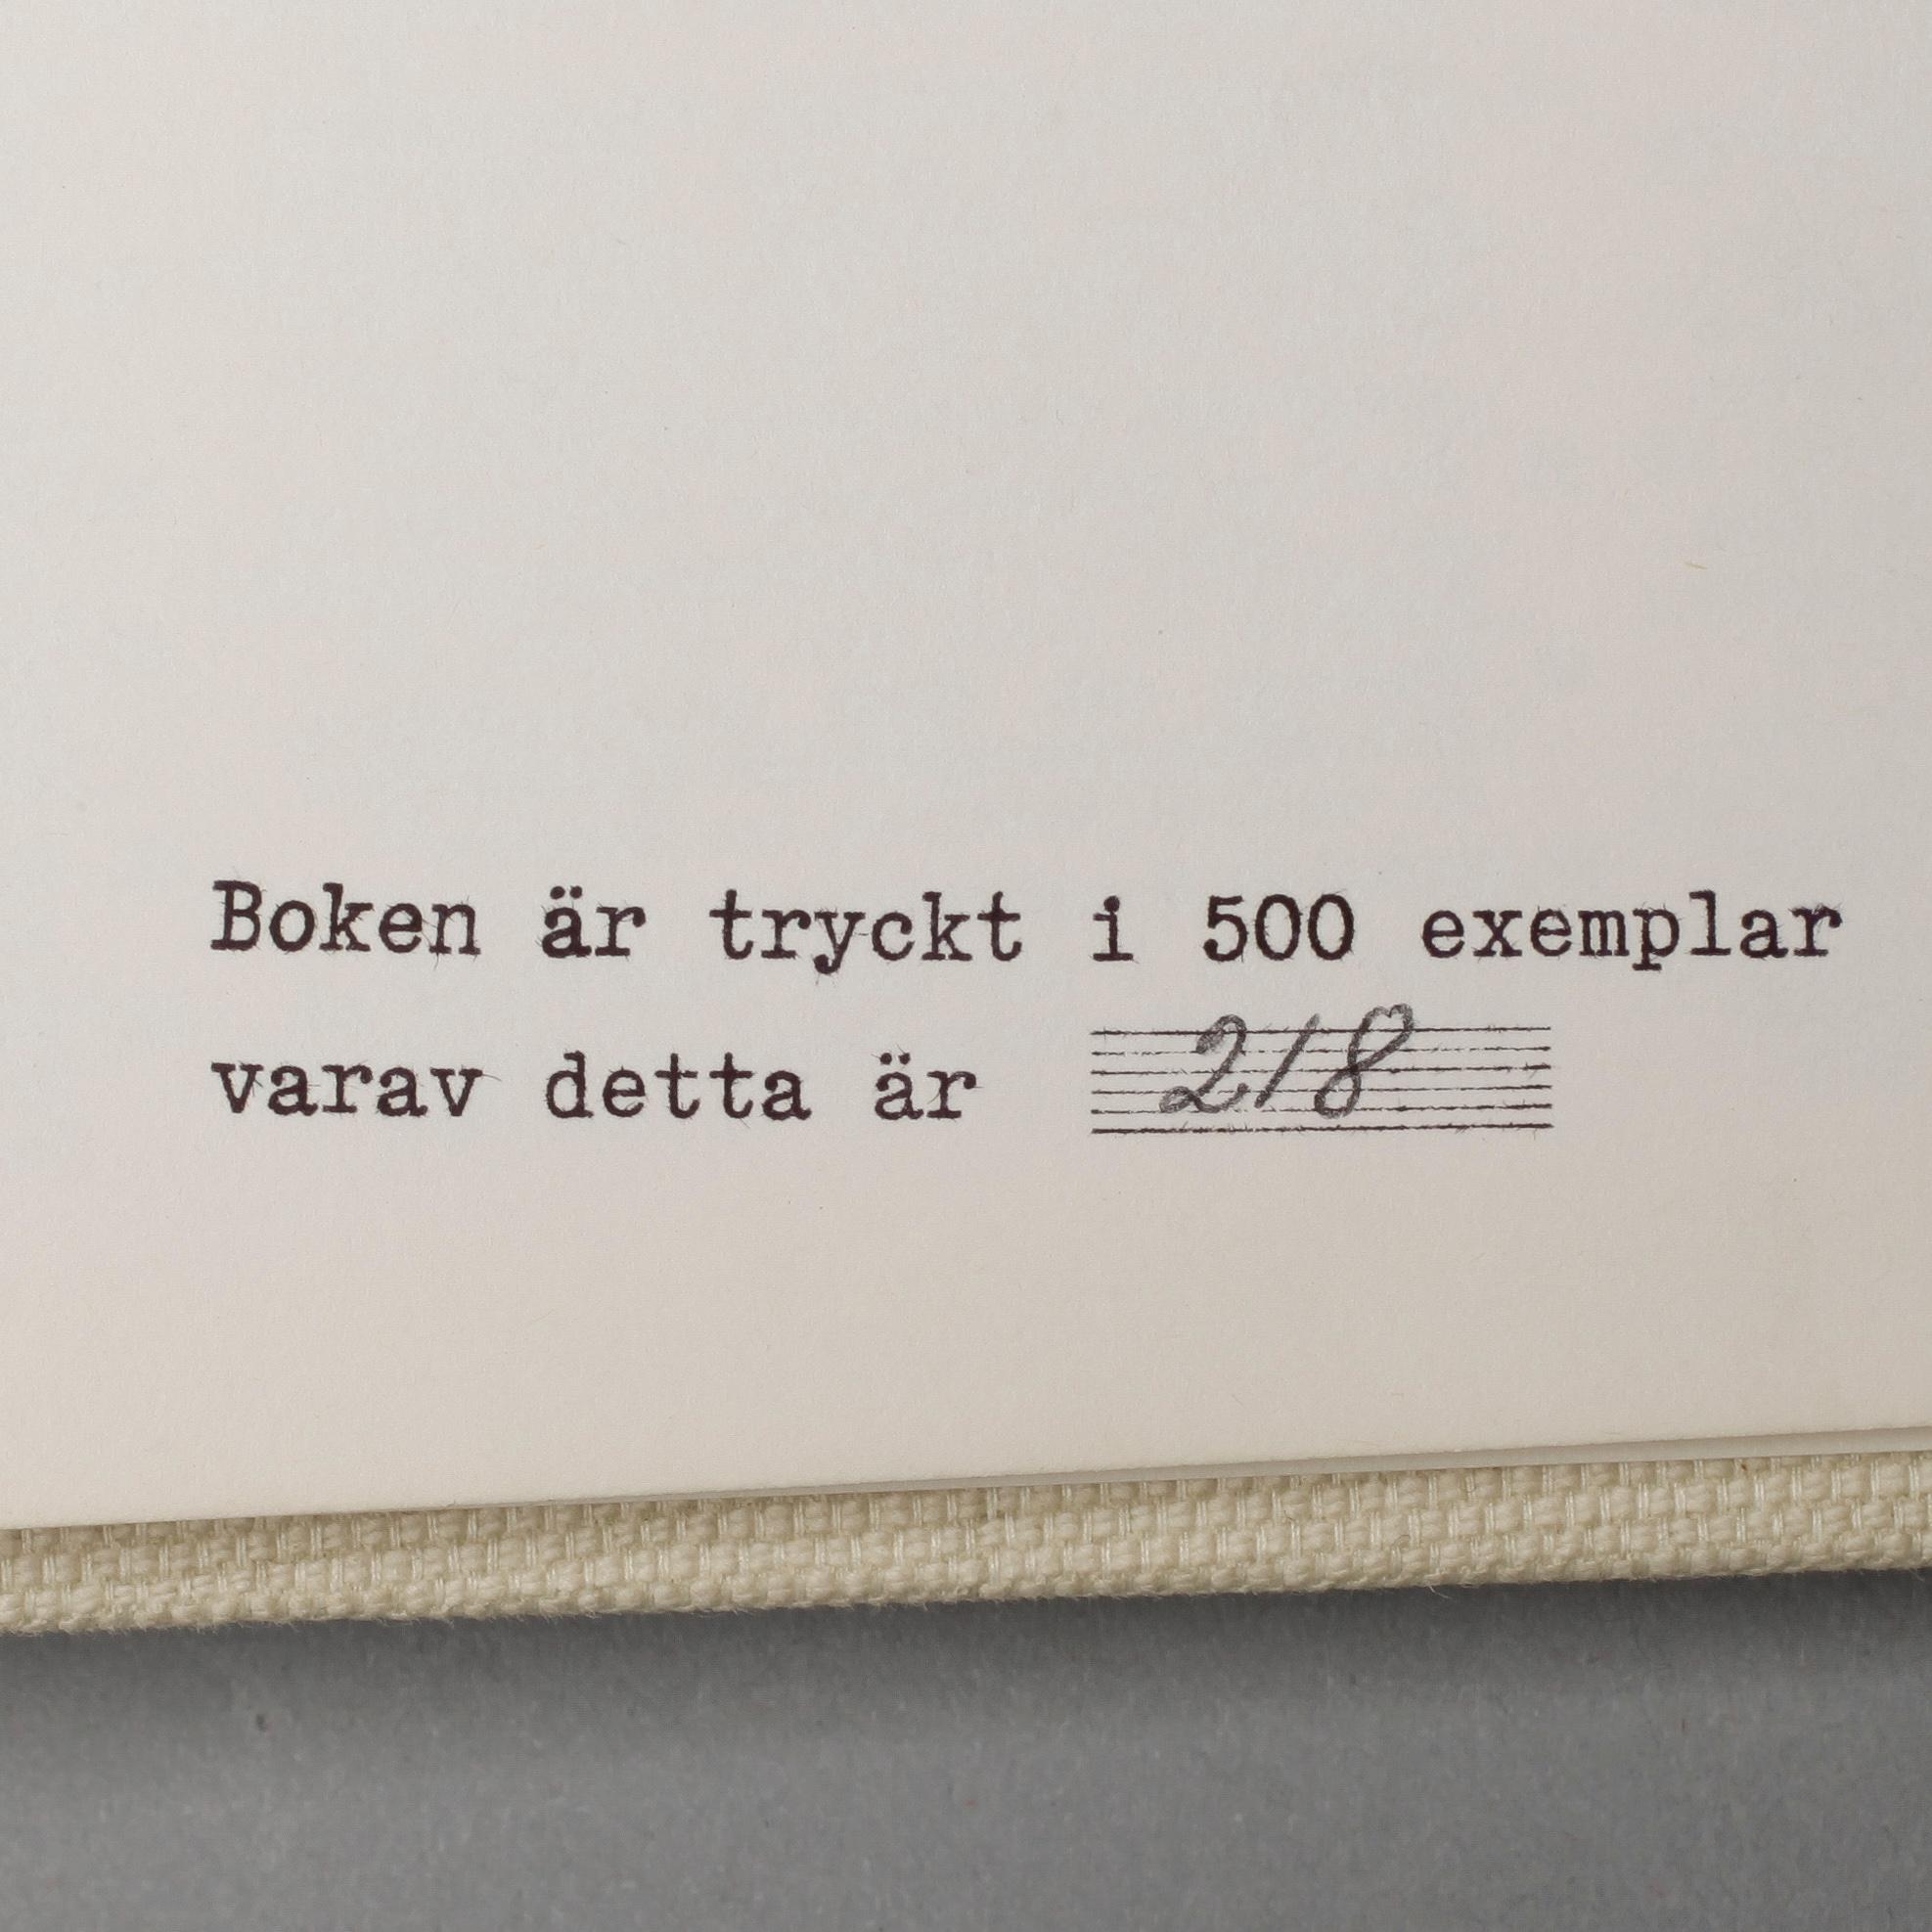 Boken är tryckt i 500 exemplar
varav detta är 218